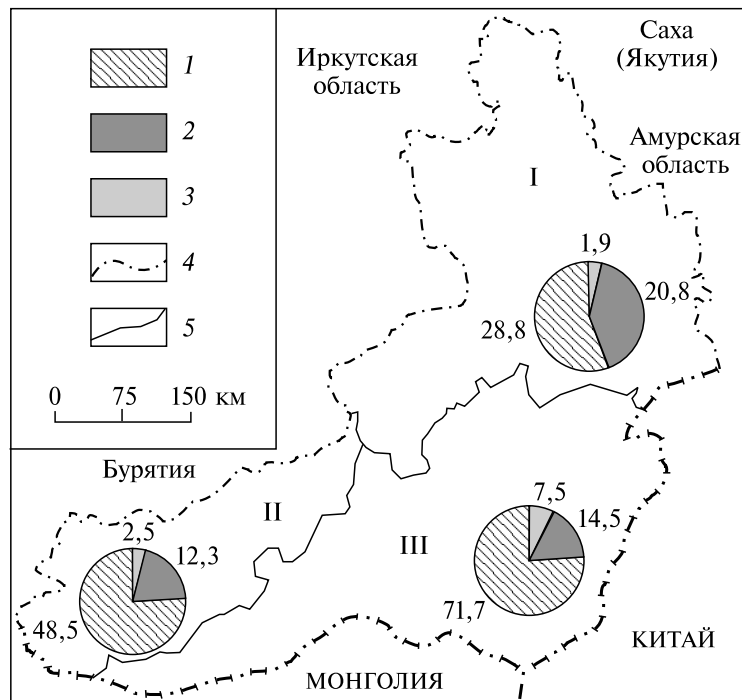 1
2
3
4
5
0 75 150 км
Иркутская
область
Саха
(Якутия)
Амурская
область
I
1,9
20,8
28,8
Бурятия
II
2,5
12,3
48,5
III
7,5
14,5
71,7
КИТАЙ
МОНГОЛИЯ